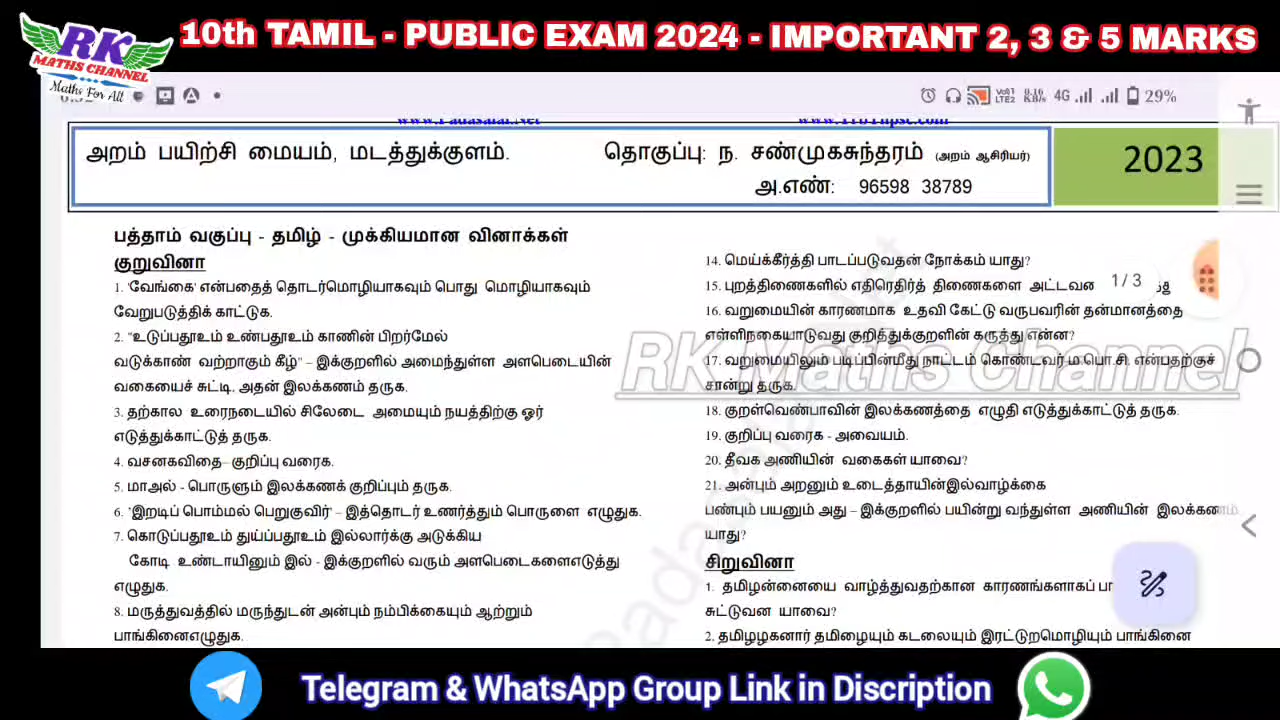 RK
MATHS CHANNEL
Maths For All
10th TAMIL - PUBLIC EXAM 2024 - IMPORTANT 2, 3 & 5 MARKS
4G
29%
www.Padasalai.Net
www.TrbTnpsc.com
அறம் பயிற்சி மையம், மடத்துக்குளம்.
தொகுப்பு: ந. சண்முகசுந்தரம் (அறம் ஆசிரியர்)
அ.எண்: 96598 38789
2023
பத்தாம் வகுப்பு - தமிழ் - முக்கியமான வினாக்கள்
குறுவினா
1. 'வேங்கை' என்பதைத் தொடர்மொழியாகவும் பொது மொழியாகவும்
வேறுபடுத்திக் காட்டுக.
2. "உடுப்பதூஉம் உண்பதூஉம் காணின் பிறர்மேல்
வடுக்காண் வற்றாகும் கீழ்" – இக்குறளில் அமைந்துள்ள அளபெடையின்
வகையைச் சுட்டி. அதன் இலக்கணம் தருக.
3. தற்கால உரைநடையில் சிலேடை அமையும் நயத்திற்கு ஓர்
எடுத்துக்காட்டுத் தருக.
4. வசனகவிதை– குறிப்பு வரைக.
5. மாஅல் - பொருளும் இலக்கணக் குறிப்பும் தருக.
6. 'இறடிப் பொம்மல் பெறுகுவிர்' – இத்தொடர் உணர்த்தும் பொருளை எழுதுக.
7. கொடுப்பதூஉம் துய்ப்பதூஉம் இல்லார்க்கு அடுக்கிய
கோடி உண்டாயினும் இல் - இக்குறளில் வரும் அளபெடைகளைஎடுத்து
எழுதுக.
8. மருத்துவத்தில் மருந்துடன் அன்பும் நம்பிக்கையும் ஆற்றும்
பாங்கினைஎழுதுக.
14. மெய்க்கீர்த்தி பாடப்படுவதன் நோக்கம் யாது?
15. புறத்திணைகளில் எதிரெதிர்த் திணைகளை அட்டவண
1 / 3
16. வறுமையின் காரணமாக உதவி கேட்டு வருபவரின் தன்மானத்தை
எள்ளிநகையாடுவது குறித்துக்குறளின் கருத்து என்ன?
17. வறுமையிலும் படிப்பின்மீது நாட்டம் கொண்டவர் ம.பொ.சி. என்பதற்குச்
சான்று தருக.
RK Maths Channel
18. குறள்வெண்பாவின் இலக்கணத்தை எழுதி எடுத்துக்காட்டுத் தருக.
19. குறிப்பு வரைக - அவையம்.
20. தீவக அணியின் வகைகள் யாவை?
21. அன்பும் அறனும் உடைத்தாயின்இல்வாழ்க்கை
பண்பும் பயனும் அது – இக்குறளில் பயின்று வந்துள்ள அணியின் இலக்கணம்
யாது?
சிறுவினா
1. தமிழன்னையை வாழ்த்துவதற்கான காரணங்களாகப் பா
சுட்டுவன யாவை?
2. தமிழழகனார் தமிழையும் கடலையும் இரட்டுறமொழியும் பாங்கினை
Telegram & WhatsApp Group Link in Discription